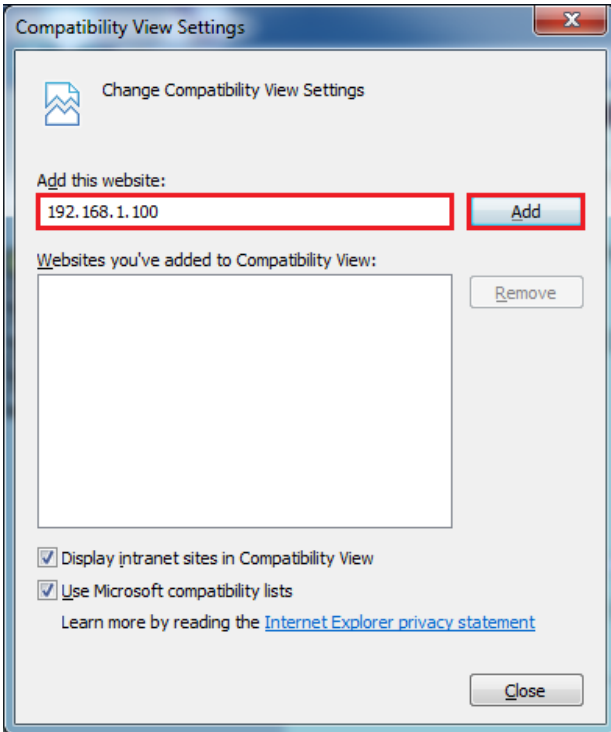 Compatibility View Settings
Change Compatibility View Settings
Add this website:
192.168.1.100
Add
Websites you've added to Compatibility View:
Remove
Display intranet sites in Compatibility View
Use Microsoft compatibility lists
Learn more by reading the Internet Explorer privacy statement
Close